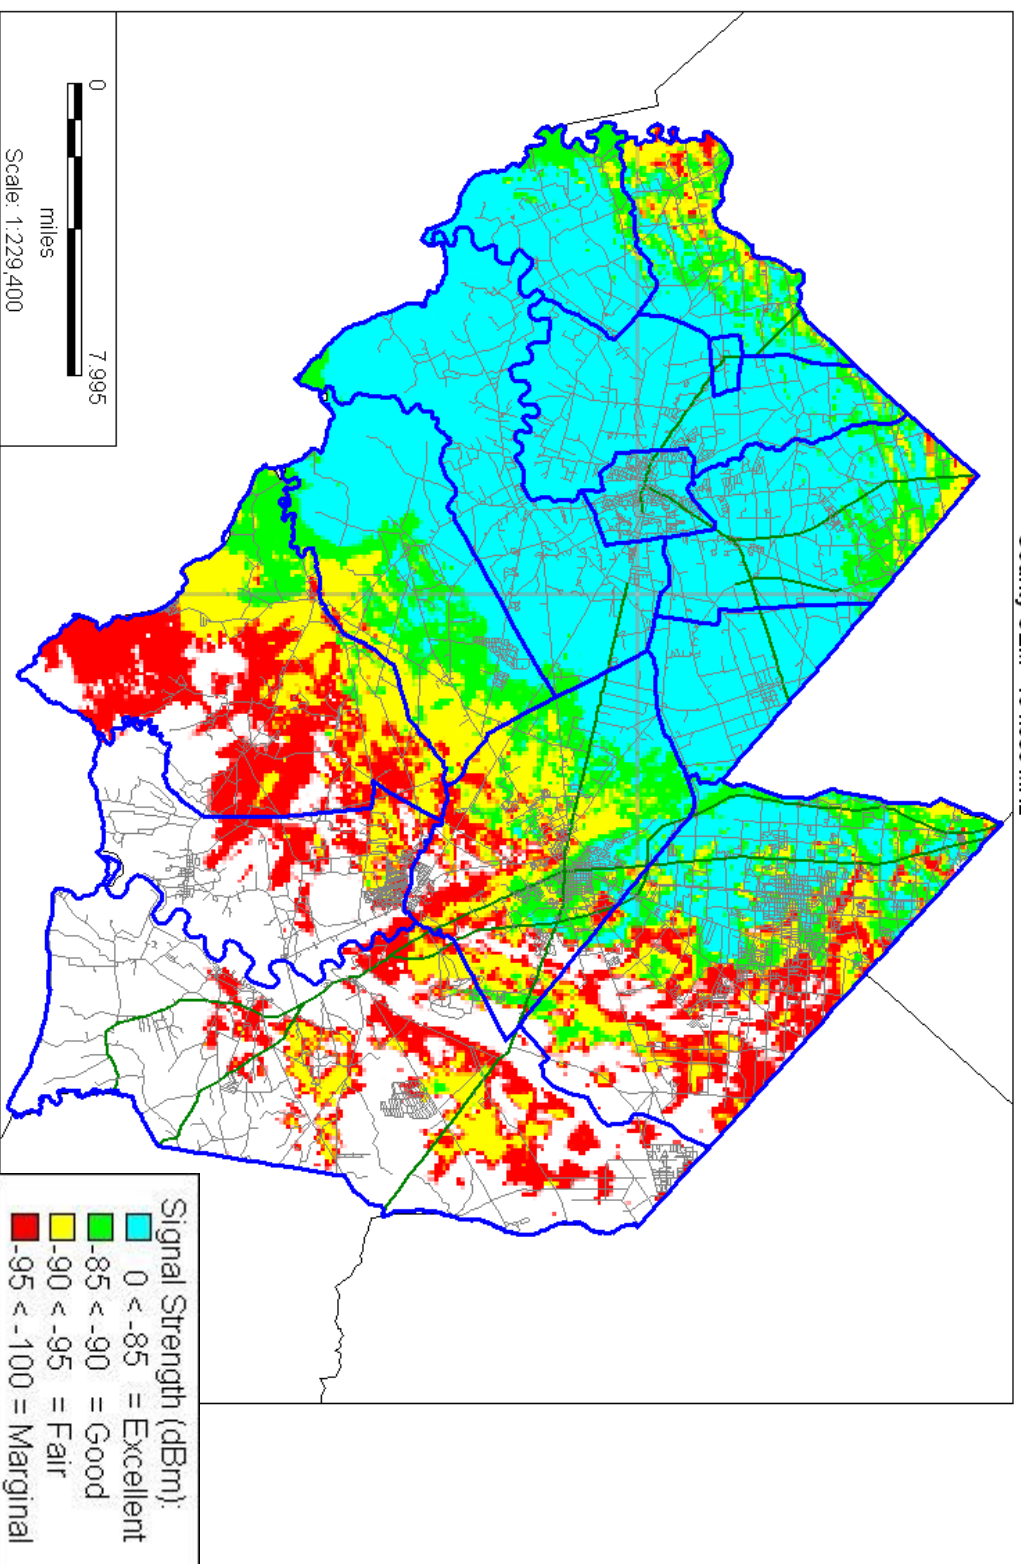 0 7.995
miles
Scale: 1:229,400
Signal Strength (dBm):
0 < -85 = Excellent
-85 < -90 = Good
-90 < -95 = Fair
-95 < -100 = Marginal